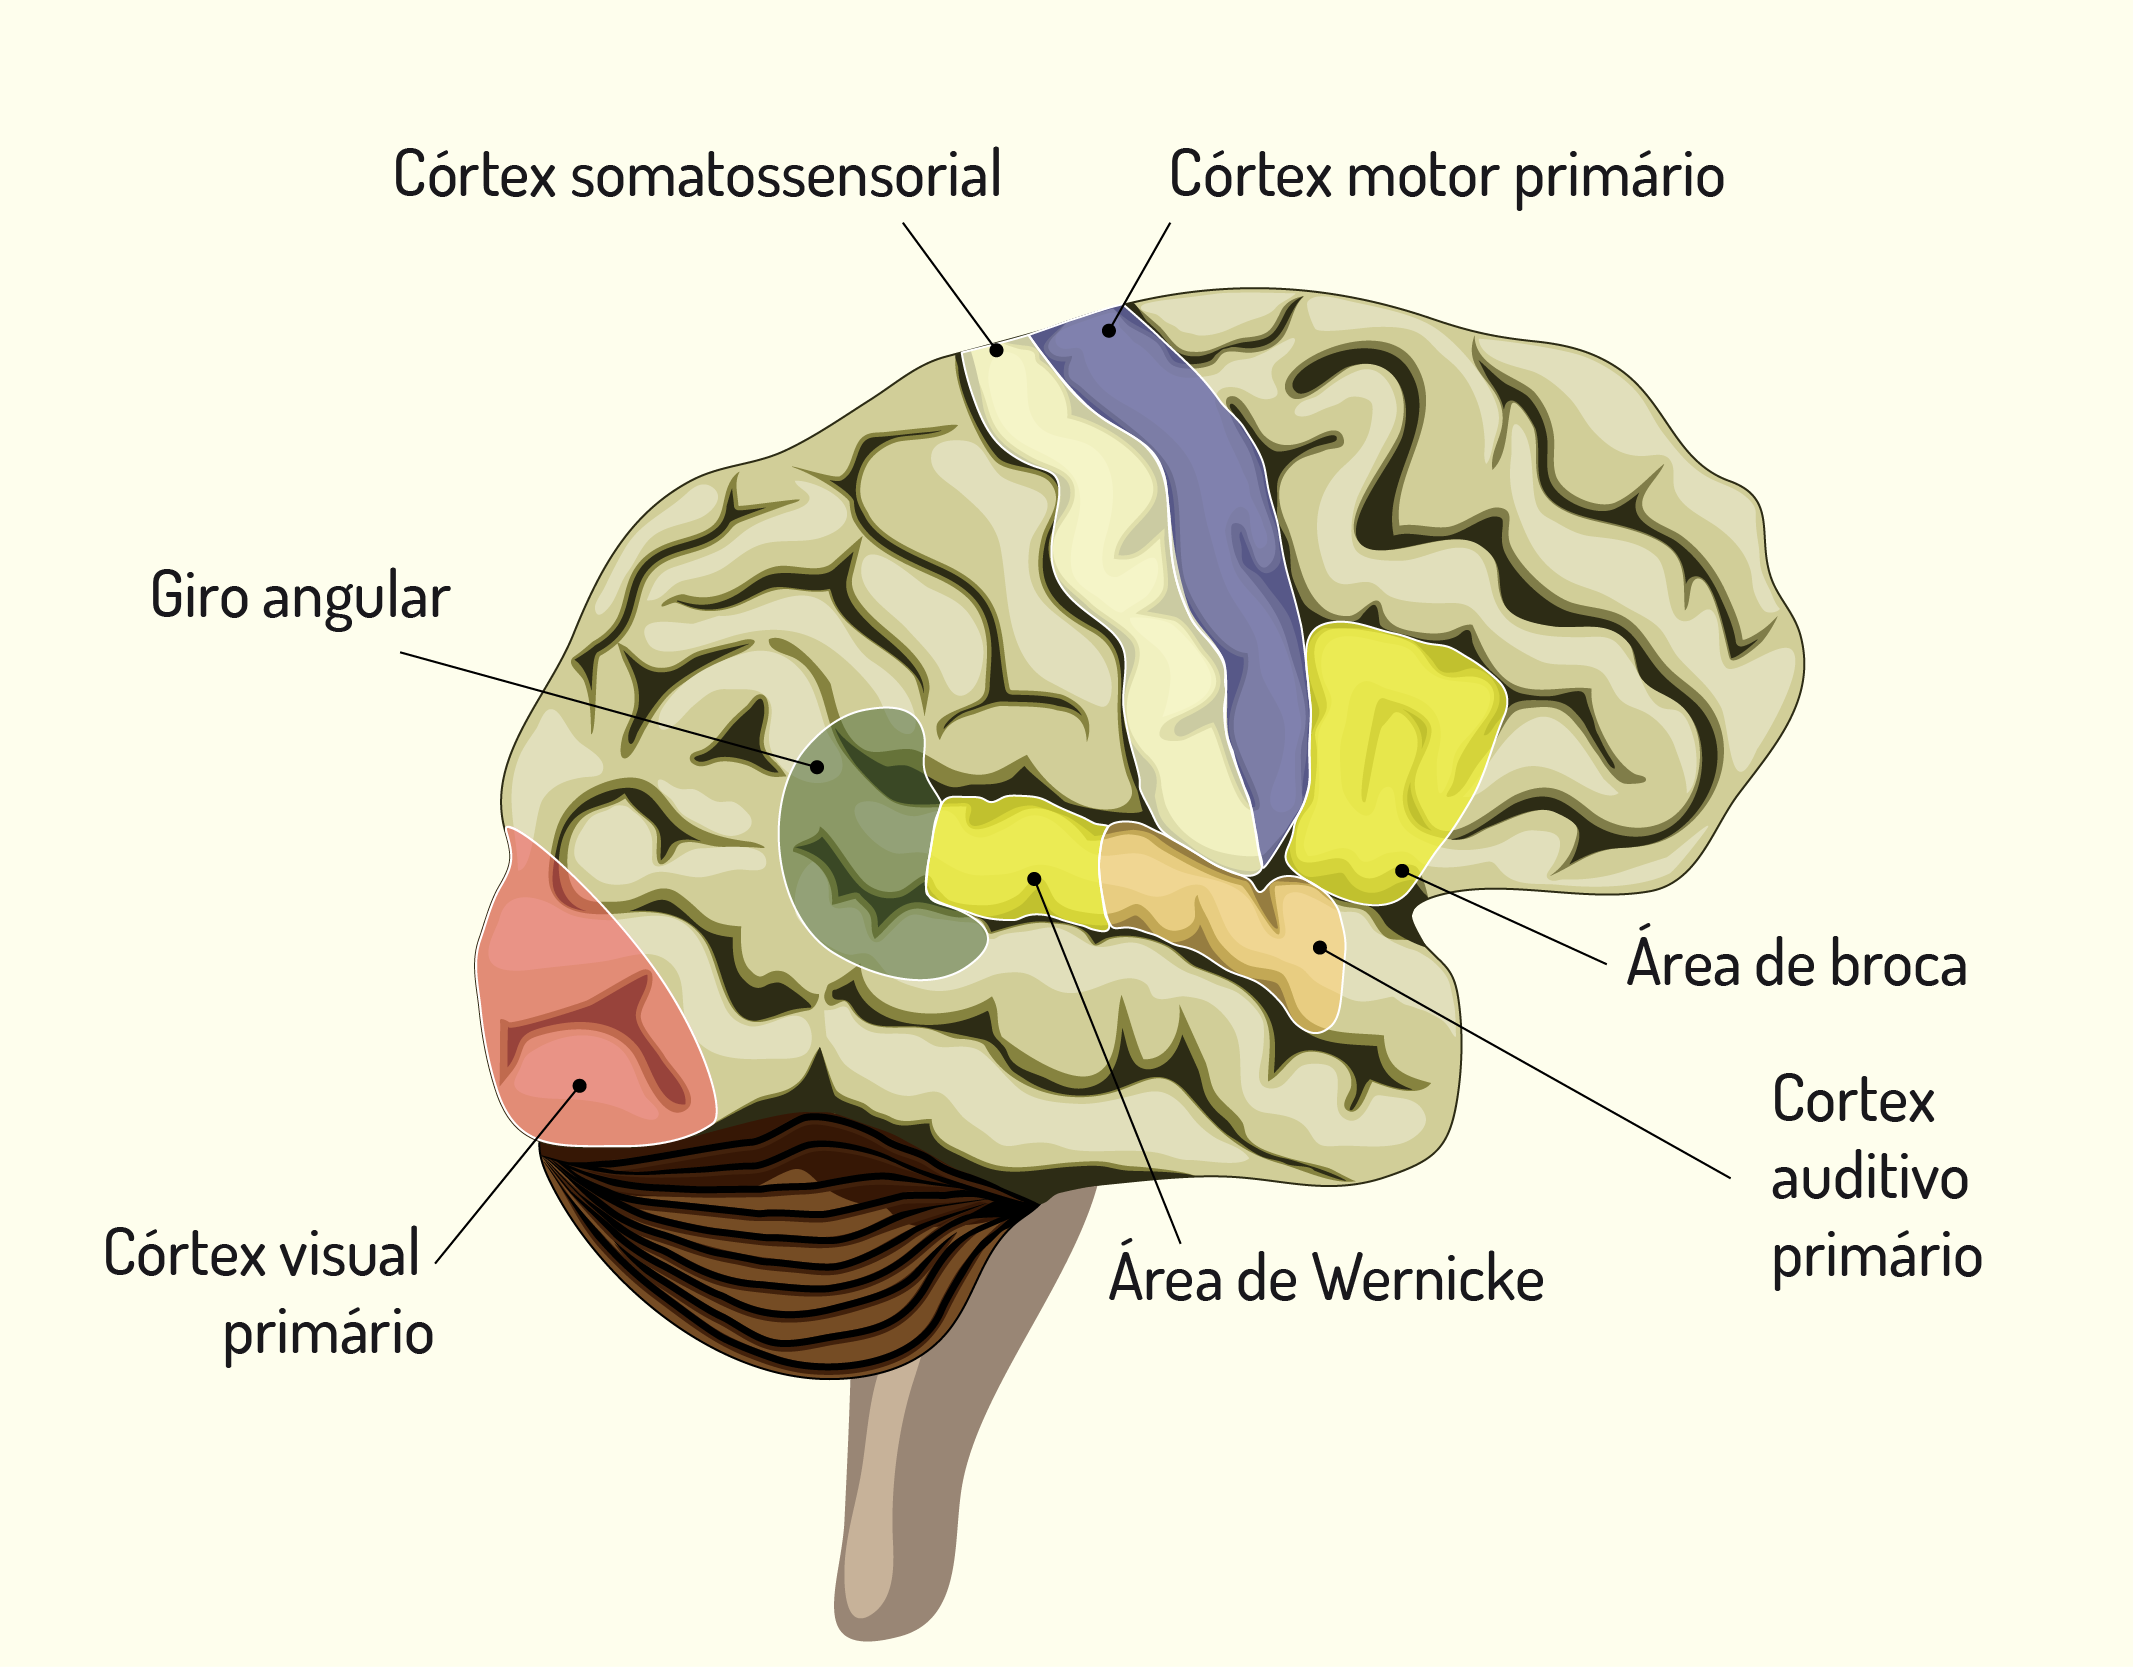 Córtex somatossensorial
Córtex motor primário
Giro angular
Área de broca
Cortex
auditivo
primário
Córtex visual
primário
Área de Wernicke